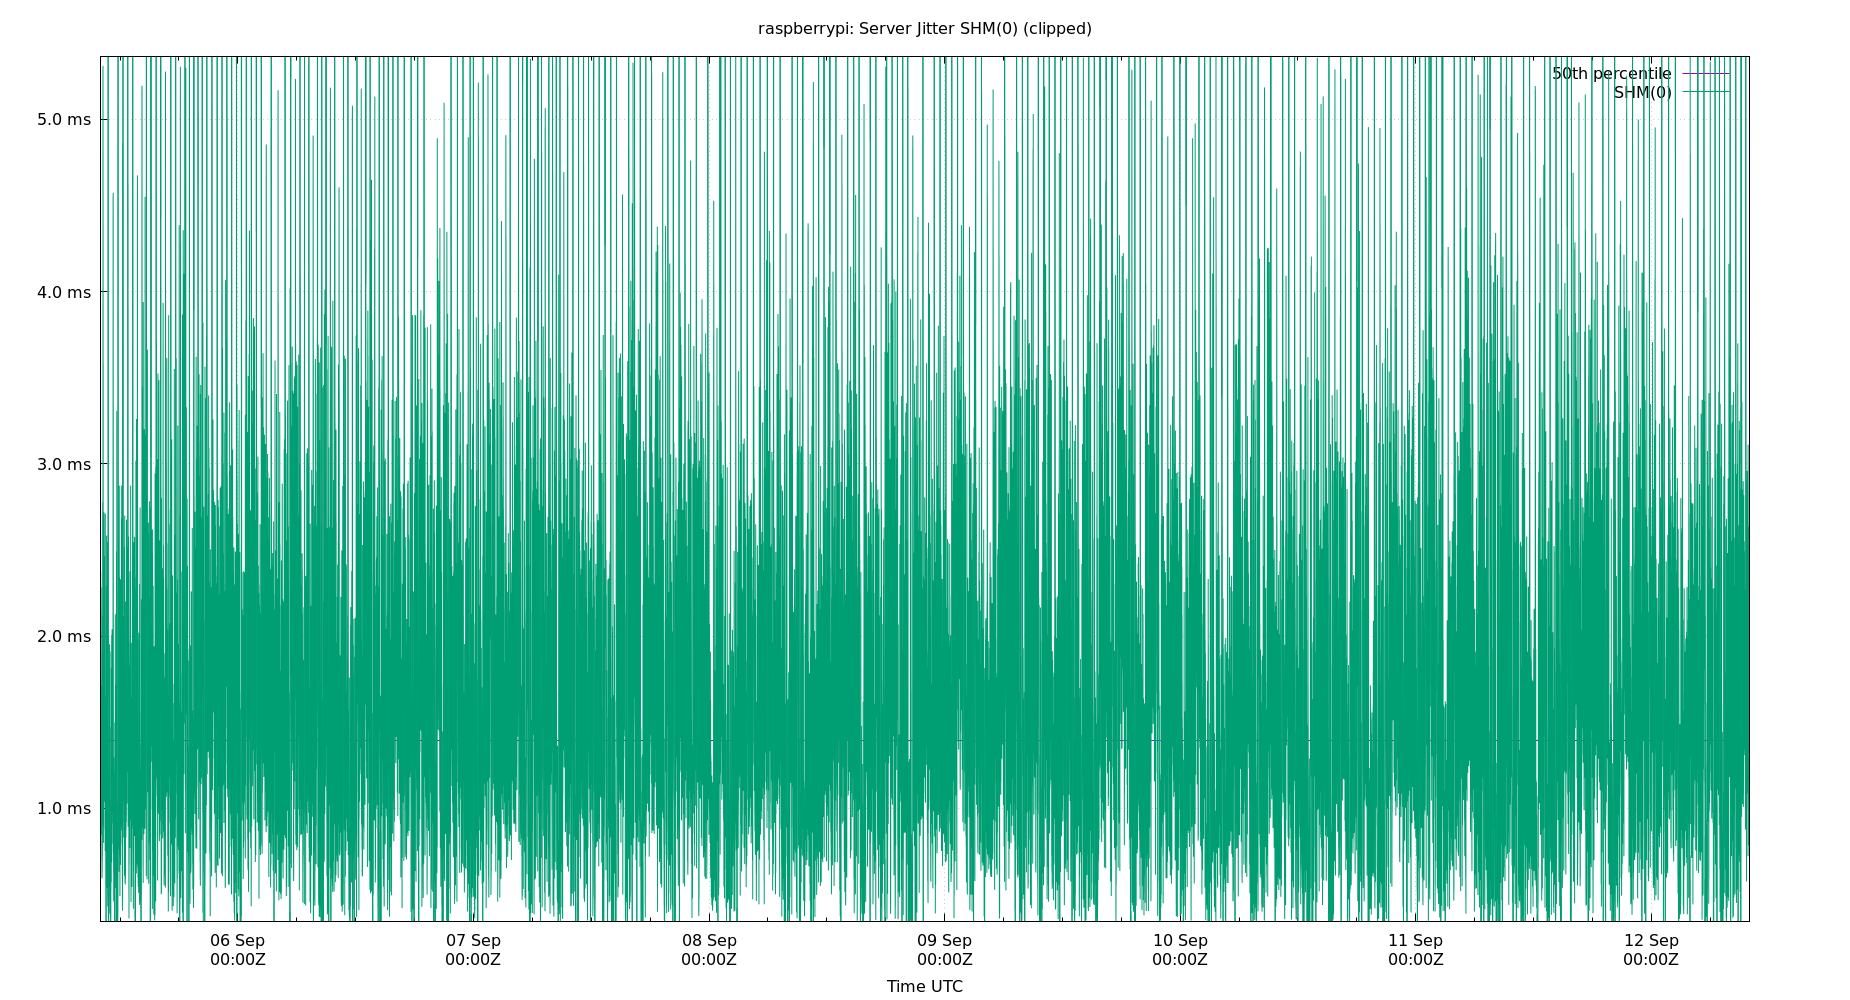 raspberrypi: Server Jitter SHM(0) (clipped)
50th percentile
SHM(0)
5.0 ms
4.0 ms
3.0 ms
2.0 ms
1.0 ms
06 Sep 07 Sep 08 Sep 09 Sep 10 Sep 11 Sep 12 Sep
00:00Z 00:00Z 00:00Z 00:00Z 00:00Z 00:00Z 00:00Z
Time UTC